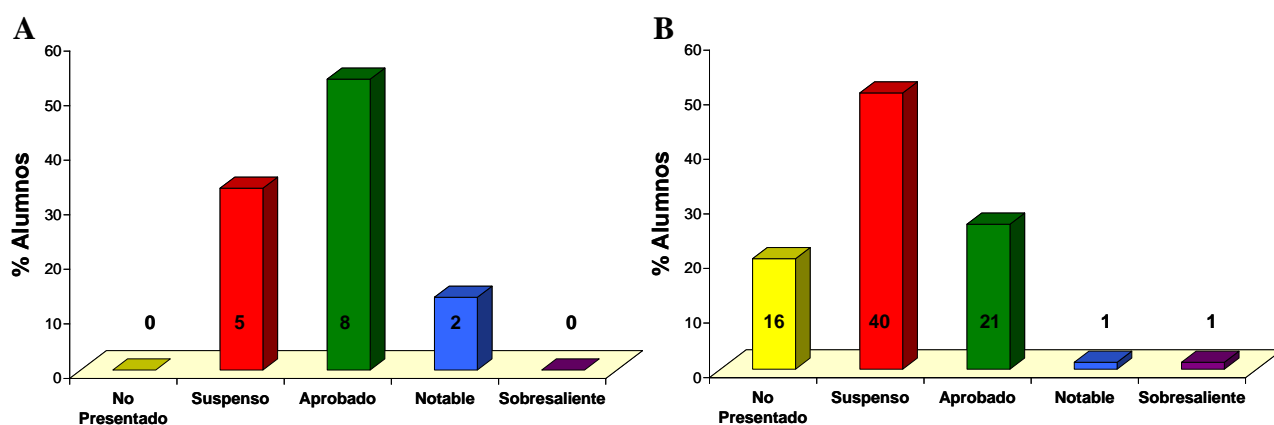 A
% Alumnos
60
50
40
30
20
10
0
0
5
8
2
0
No Presentado
Suspenso
Aprobado
Notable
Sobresaliente
B
% Alumnos
60
50
40
30
20
10
0
16
40
21
1
1
No Presentado
Suspenso
Aprobado
Notable
Sobresaliente